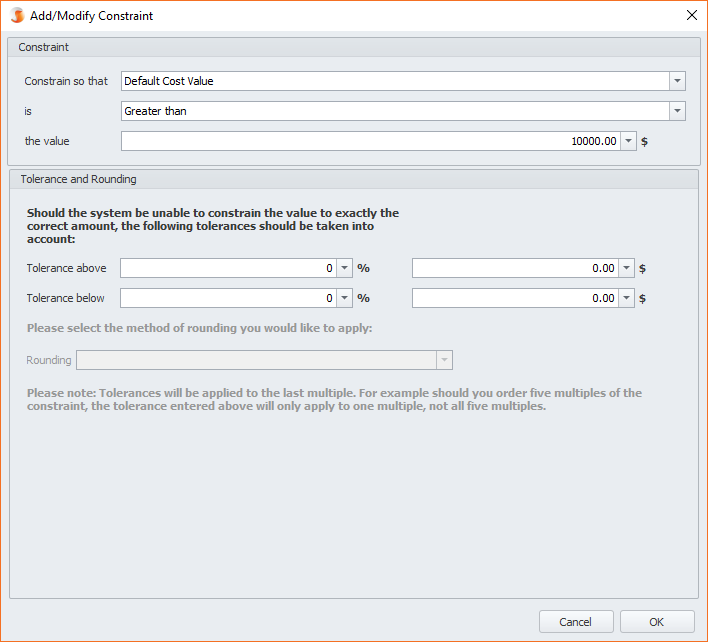 Add/Modify Constraint
Constraint
Constrain so that Default Cost Value
is Greater than
the value 10000.00 $
Tolerance and Rounding
Should the system be unable to constrain the value to exactly the
correct amount, the following tolerances should be taken into
account:
Tolerance above 0 % 0.00 $
Tolerance below 0 % 0.00 $
Please select the method of rounding you would like to apply:
Rounding
Please note: Tolerances will be applied to the last multiple. For example should you order five multiples of the
constraint, the tolerance entered above will only apply to one multiple, not all five multiples.
Cancel OK